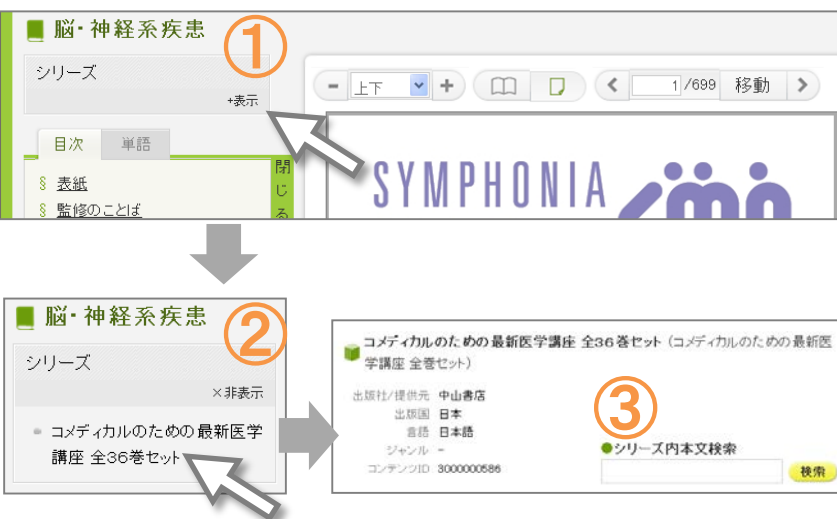 脳・神経系疾患
①
シリーズ
+表示
目次 単語
§ 表紙
§ 監修のことば
閉じる
- 上下 +
1 /699 移動
SYMPHONIA
脳・神経系疾患
②
シリーズ
×非表示
コメディカルのための最新医学
講座 全36巻セット
コメディカルのための最新医学講座 全36巻セット（コメディカルのための最新医
学講座 全巻セット）
出版社/提供元 中山書店
出版国 日本
言語 日本語
ジャンル -
コンテンツID 3000000586
③
●シリーズ内本文検索
検索